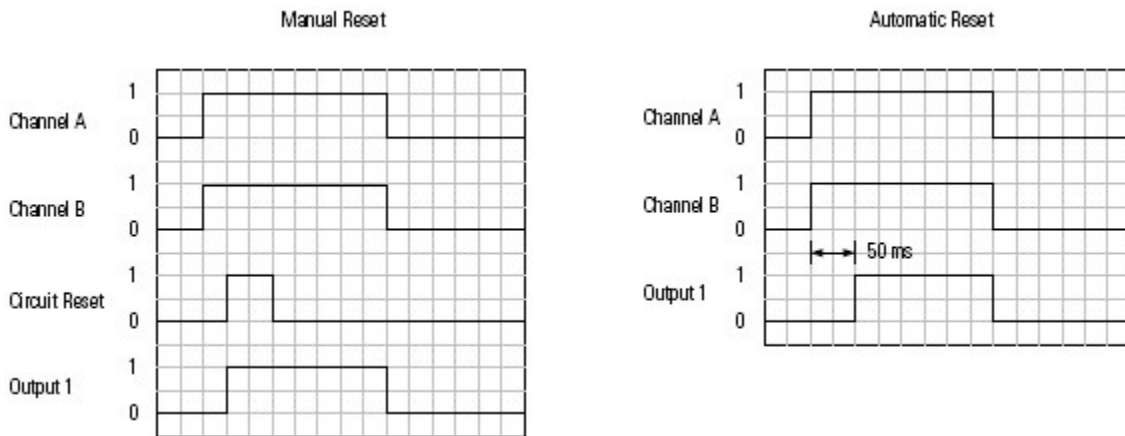 Manual Reset
Channel A
1
0
Channel B
1
0
Circuit Reset
1
0
Output 1
1
0
Automatic Reset
Channel A
1
0
Channel B
1
0
50 ms
Output 1
1
0